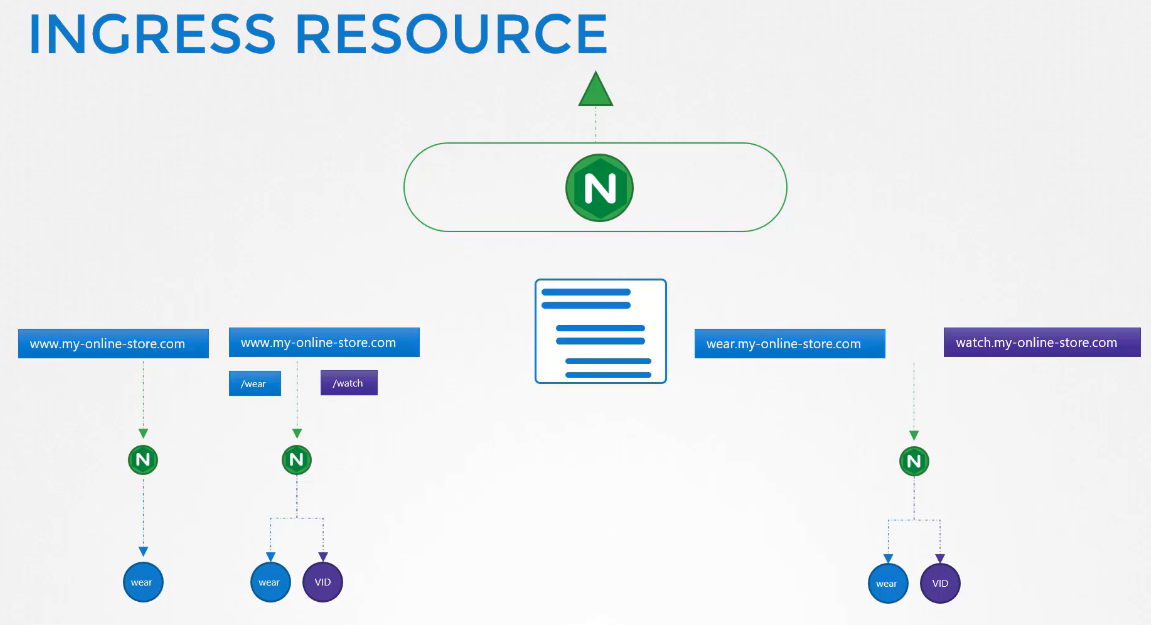 INGRESS RESOURCE
N
www.my-online-store.com
www.my-online-store.com
wear.my-online-store.com
watch.my-online-store.com
/wear
/watch
N
N
N
wear
wear
VID
wear
VID